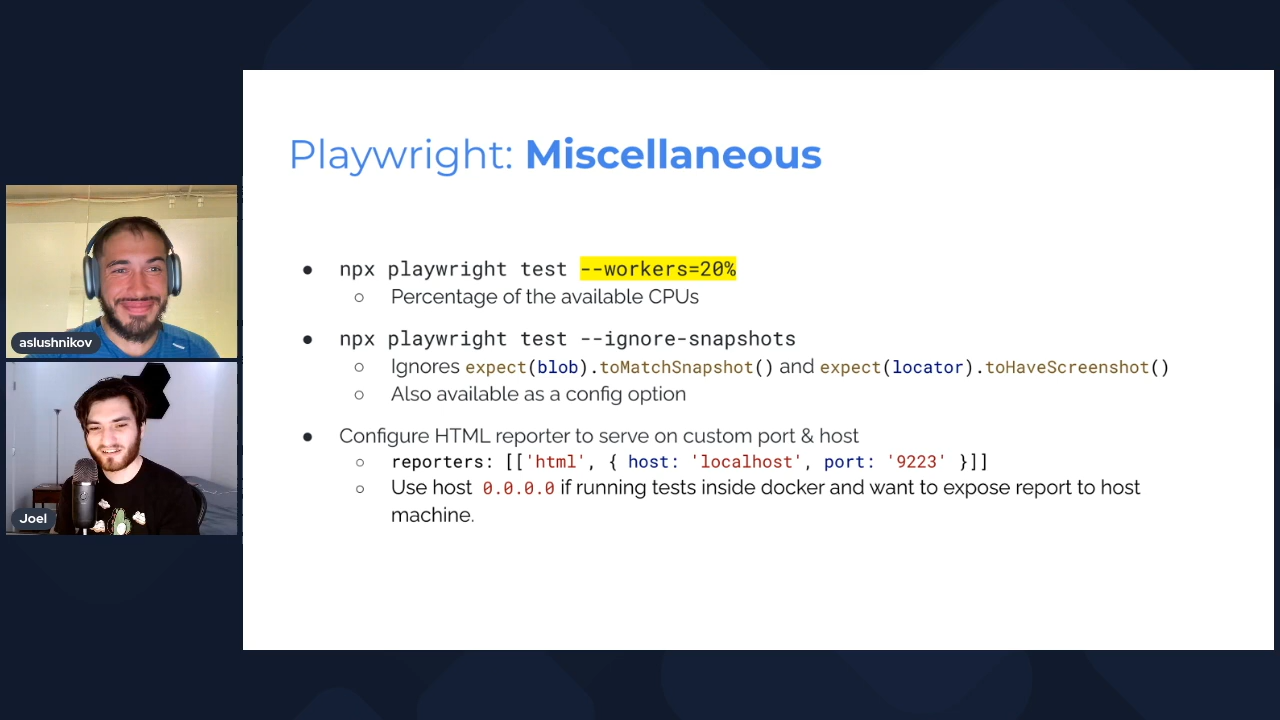 Playwright: Miscellaneous
● npx playwright test --workers=20%
○ Percentage of the available CPUs
● npx playwright test --ignore-snapshots
○ Ignores expect(blob).toMatchSnapshot() and expect(locator).toHaveScreenshot()
○ Also available as a config option
● Configure HTML reporter to serve on custom port & host
○ reporters: [['html', { host: 'localhost', port: '9223' }]]
○ Use host 0.0.0.0 if running tests inside docker and want to expose report to host
machine.
aslushnikov
Joel